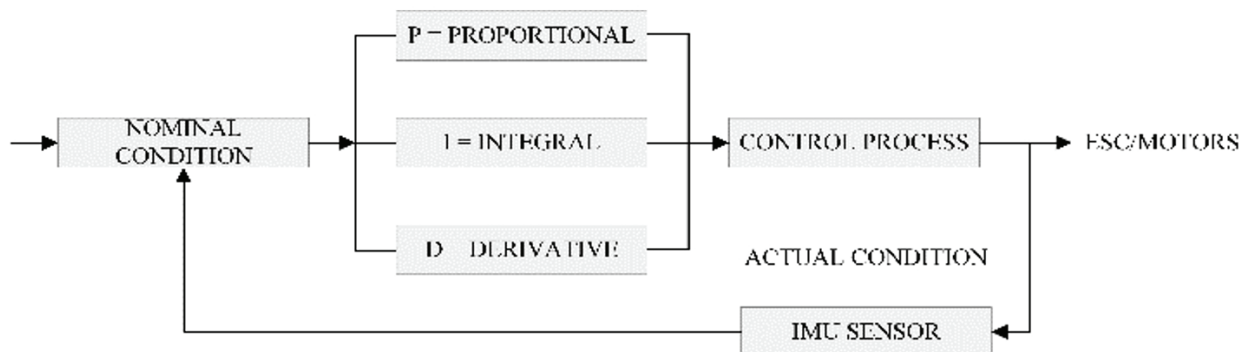 P = PROPORTIONAL
NOMINAL
CONDITION
I = INTEGRAL
CONTROL PROCESS
ESC/MOTORS
D = DERIVATIVE
ACTUAL CONDITION
IMU SENSOR